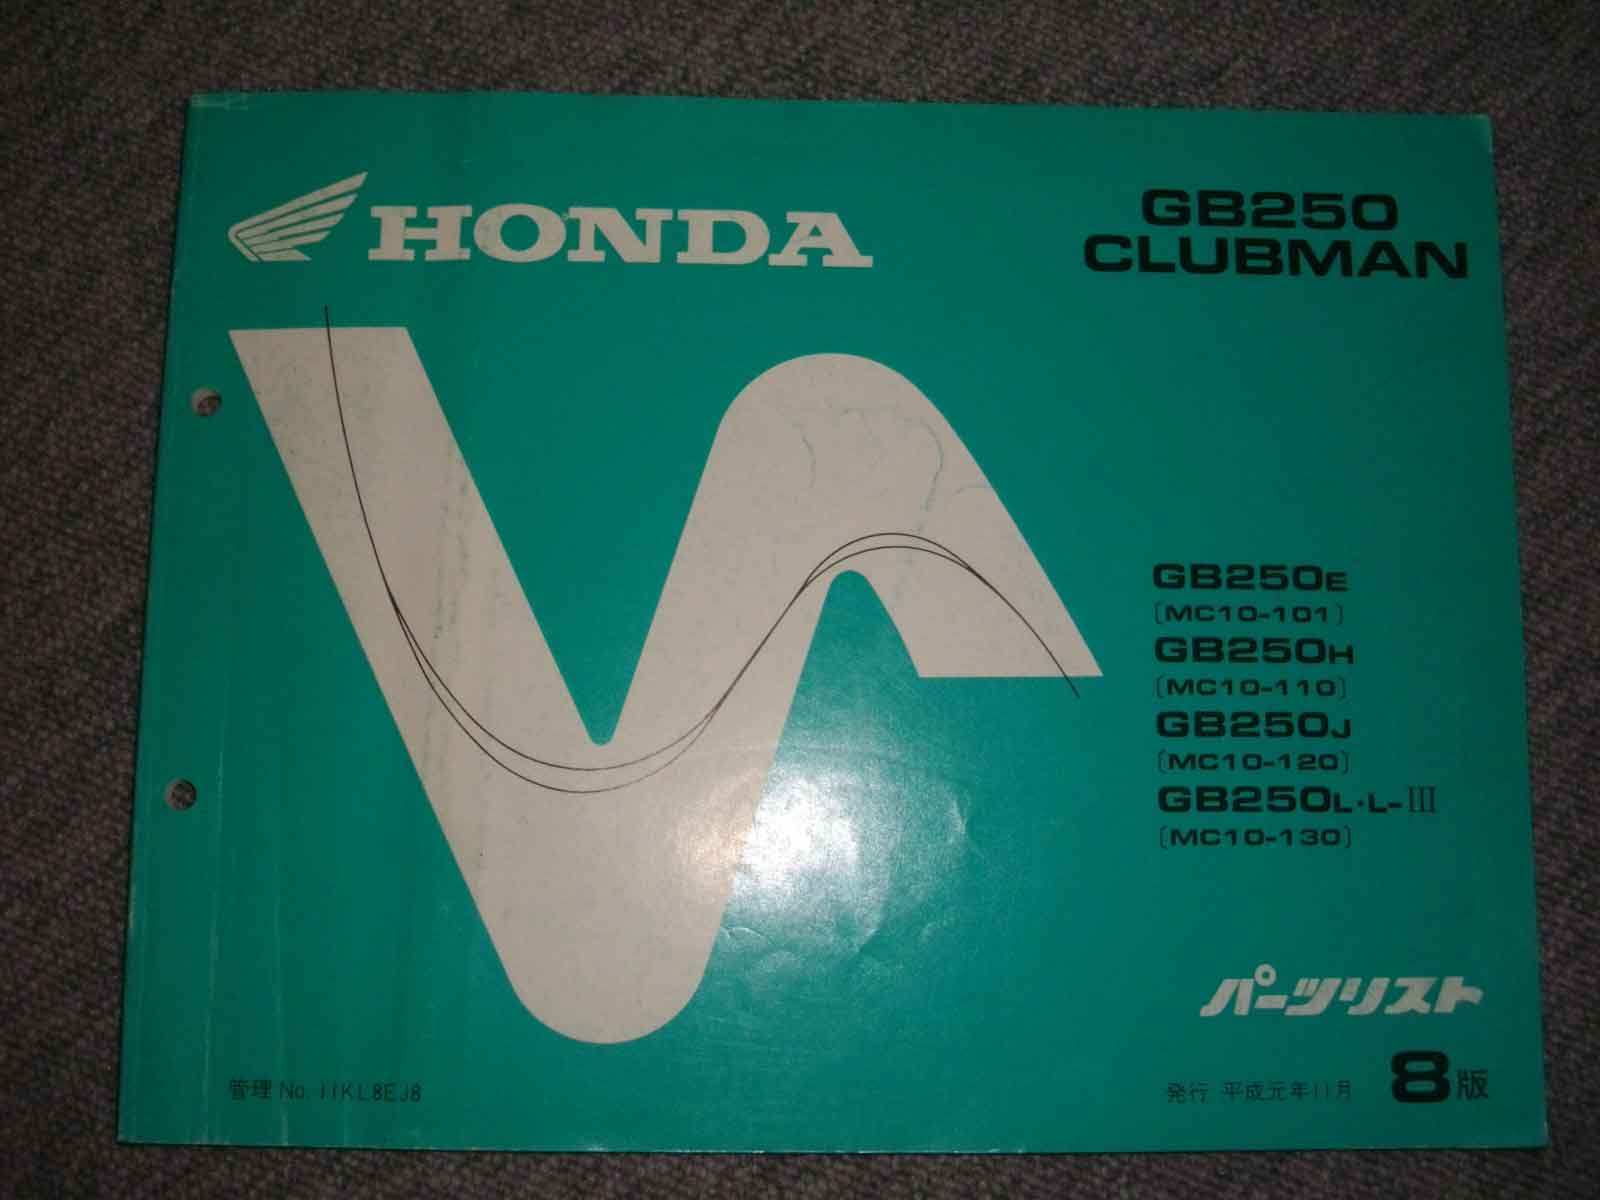 HONDA
GB250
CLUBMAN
GB250E
(MC10-101)
GB250H
(MC10-110)
GB250J
(MC10-120)
GB250L・L-III
(MC10-130)
パーツリスト
管理 No. 11KL8EJ8
発行 平成元年11月 8版